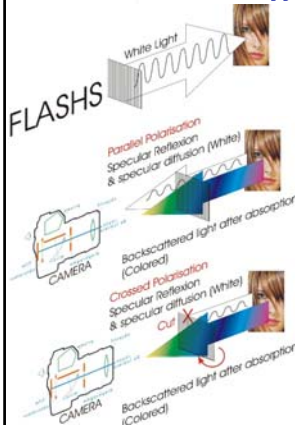 White Light
FLASHS
Parallel Polarisation
Specular Reflexion
& specular diffusion (White)
Backscattered light after absorption
(Colored)
CAMERA
Crossed Polarisation
Specular Reflexion
& specular diffusion (White)
Cut
Backscattered light after absorption
(Colored)
CAMERA